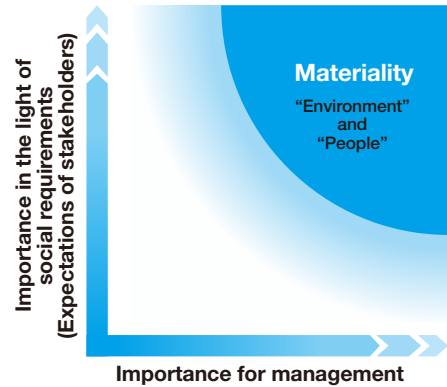 Importance in the light of
social requirements
(Expectations of stakeholders)
Materiality
“Environment”
and
“People”
Importance for management